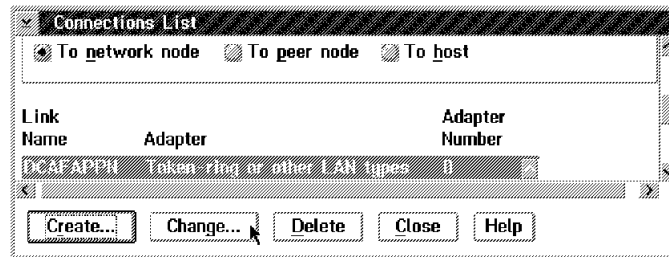 Connections List
To network node To peer node To host
Link Adapter
Name Adapter Number
DCAFAPPN Token-ring or other LAN types 0
Create... Change... Delete Close Help